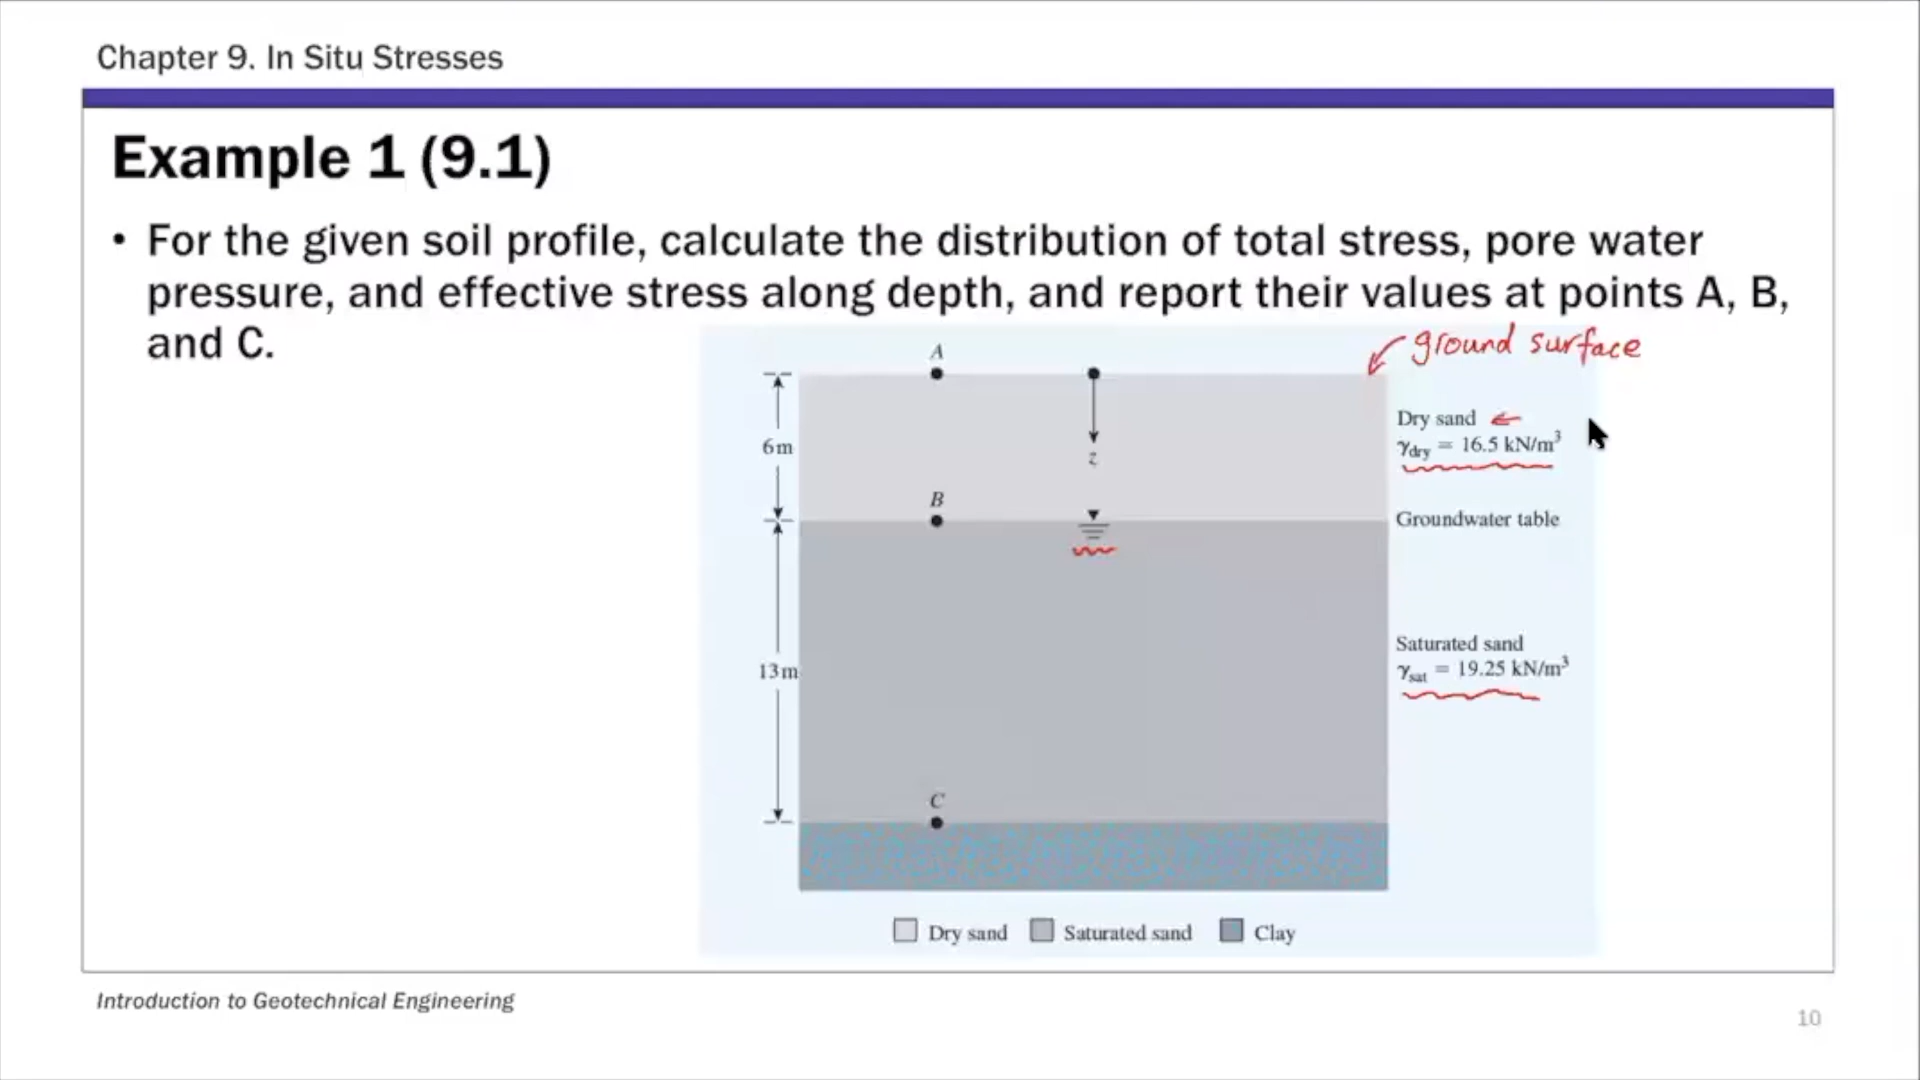 Chapter 9. In Situ Stresses
Example 1 (9.1)
• For the given soil profile, calculate the distribution of total stress, pore water
pressure, and effective stress along depth, and report their values at points A, B,
and C.
ground surface
A
Dry sand
γdry = 16.5 kN/m³
6m
z
B
Groundwater table
Saturated sand
γsat = 19.25 kN/m³
13m
C
Dry sand Saturated sand Clay
Introduction to Geotechnical Engineering
10